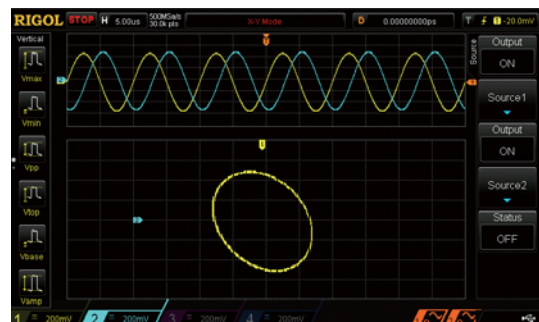 RIGOL STOP H 5.00us 500MSa/s 30.0k pts X-Y Mode D 0.00000000ps T 1 -20.0mV
Vertical
Vmax
Vmin
Vpp
Vtop
Vbase
Vamp
Source
Output
ON
Source1
Output
ON
Source2
Status
OFF
1 = 200mV 2 = 200mV 3 = 200mV 4 = 200mV